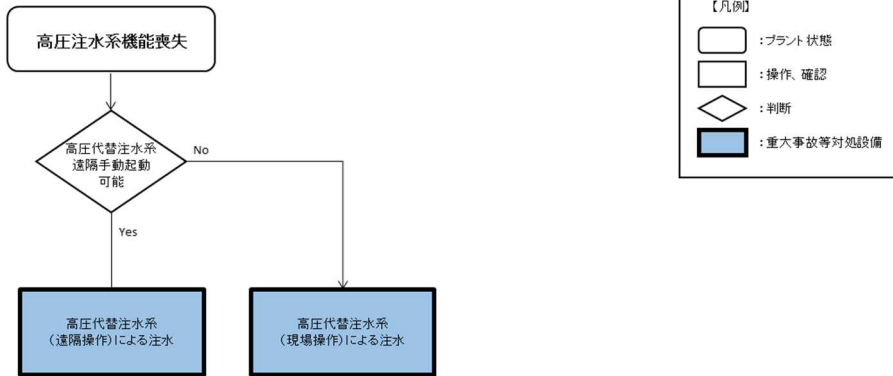 高圧注水系機能喪失
高圧代替注水系
遠隔手動起動
可能
No
Yes
高圧代替注水系
（遠隔操作）による注水
高圧代替注水系
（現場操作）による注水
【凡例】
：プラント状態
：操作、確認
：判断
：重大事故等対処設備